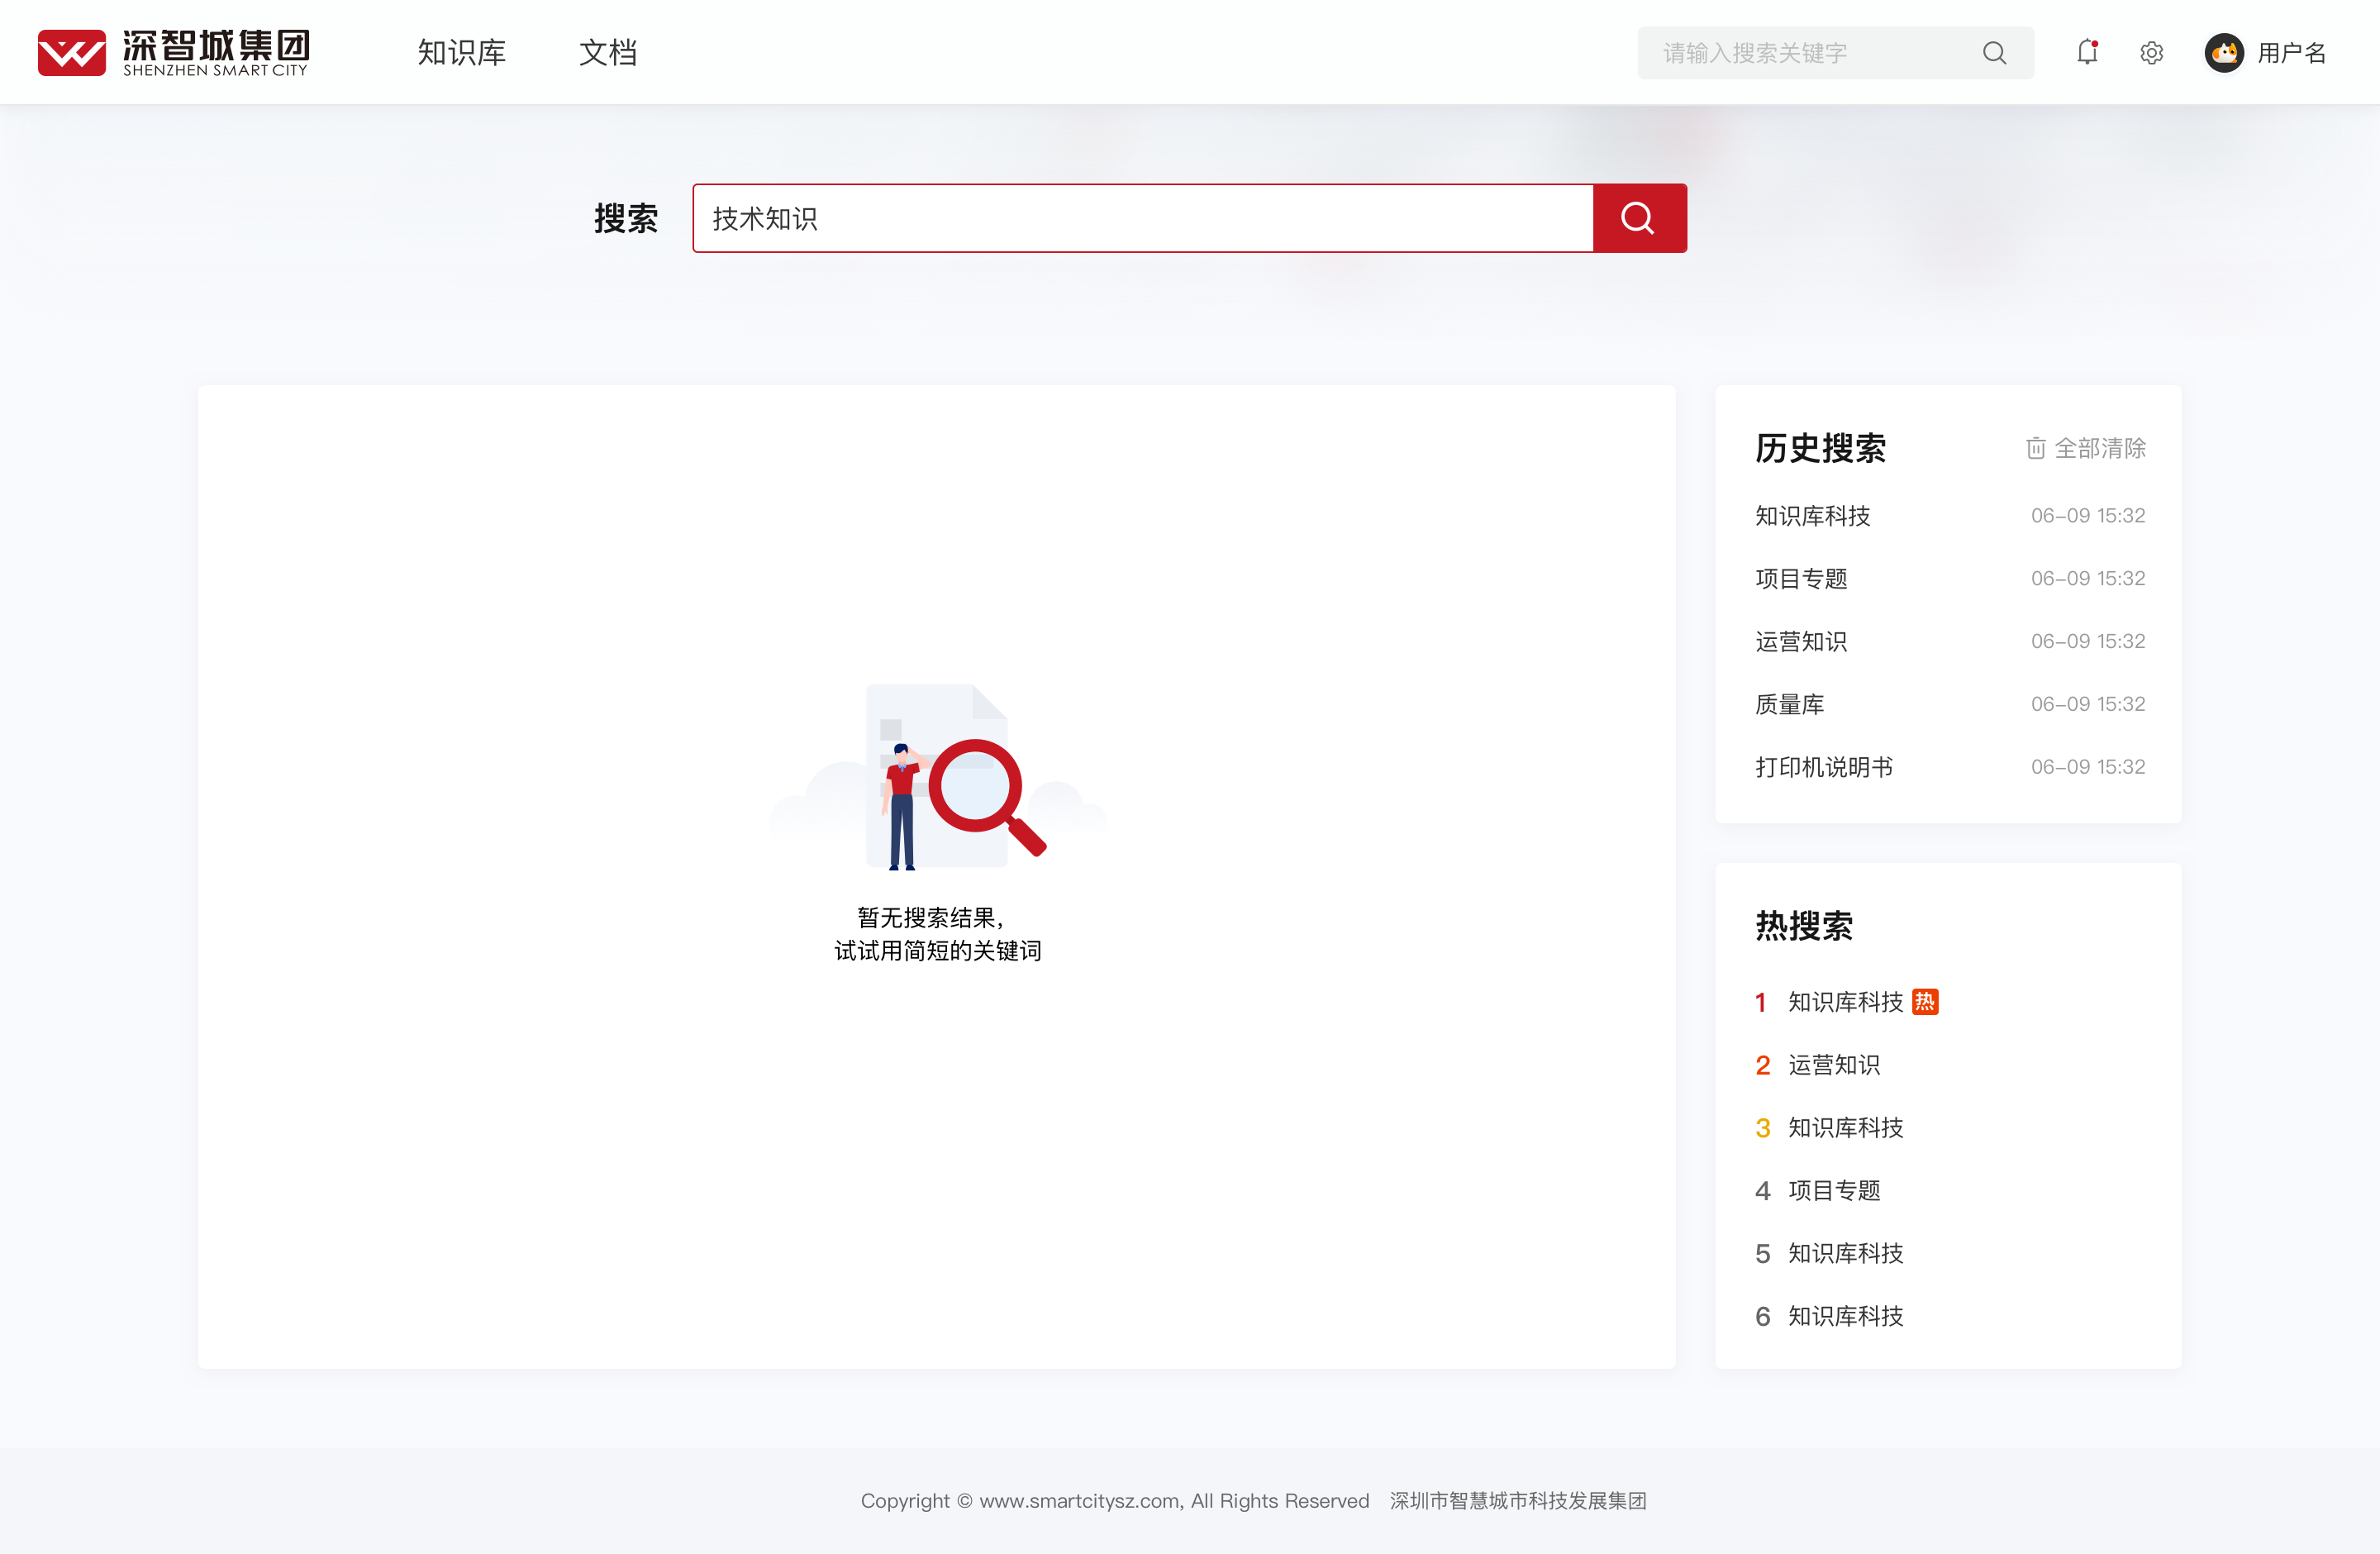 深智城集团
SHENZHEN SMART CITY
知识库
文档
请输入搜索关键字
用户名
搜索
技术知识
暂无搜索结果，
试试用简短的关键词
历史搜索
全部清除
知识库科技 06-09 15:32
项目专题 06-09 15:32
运营知识 06-09 15:32
质量库 06-09 15:32
打印机说明书 06-09 15:32
热搜索
1 知识库科技 热
2 运营知识
3 知识库科技
4 项目专题
5 知识库科技
6 知识库科技
Copyright © www.smartcitysz.com, All Rights Reserved 深圳市智慧城市科技发展集团